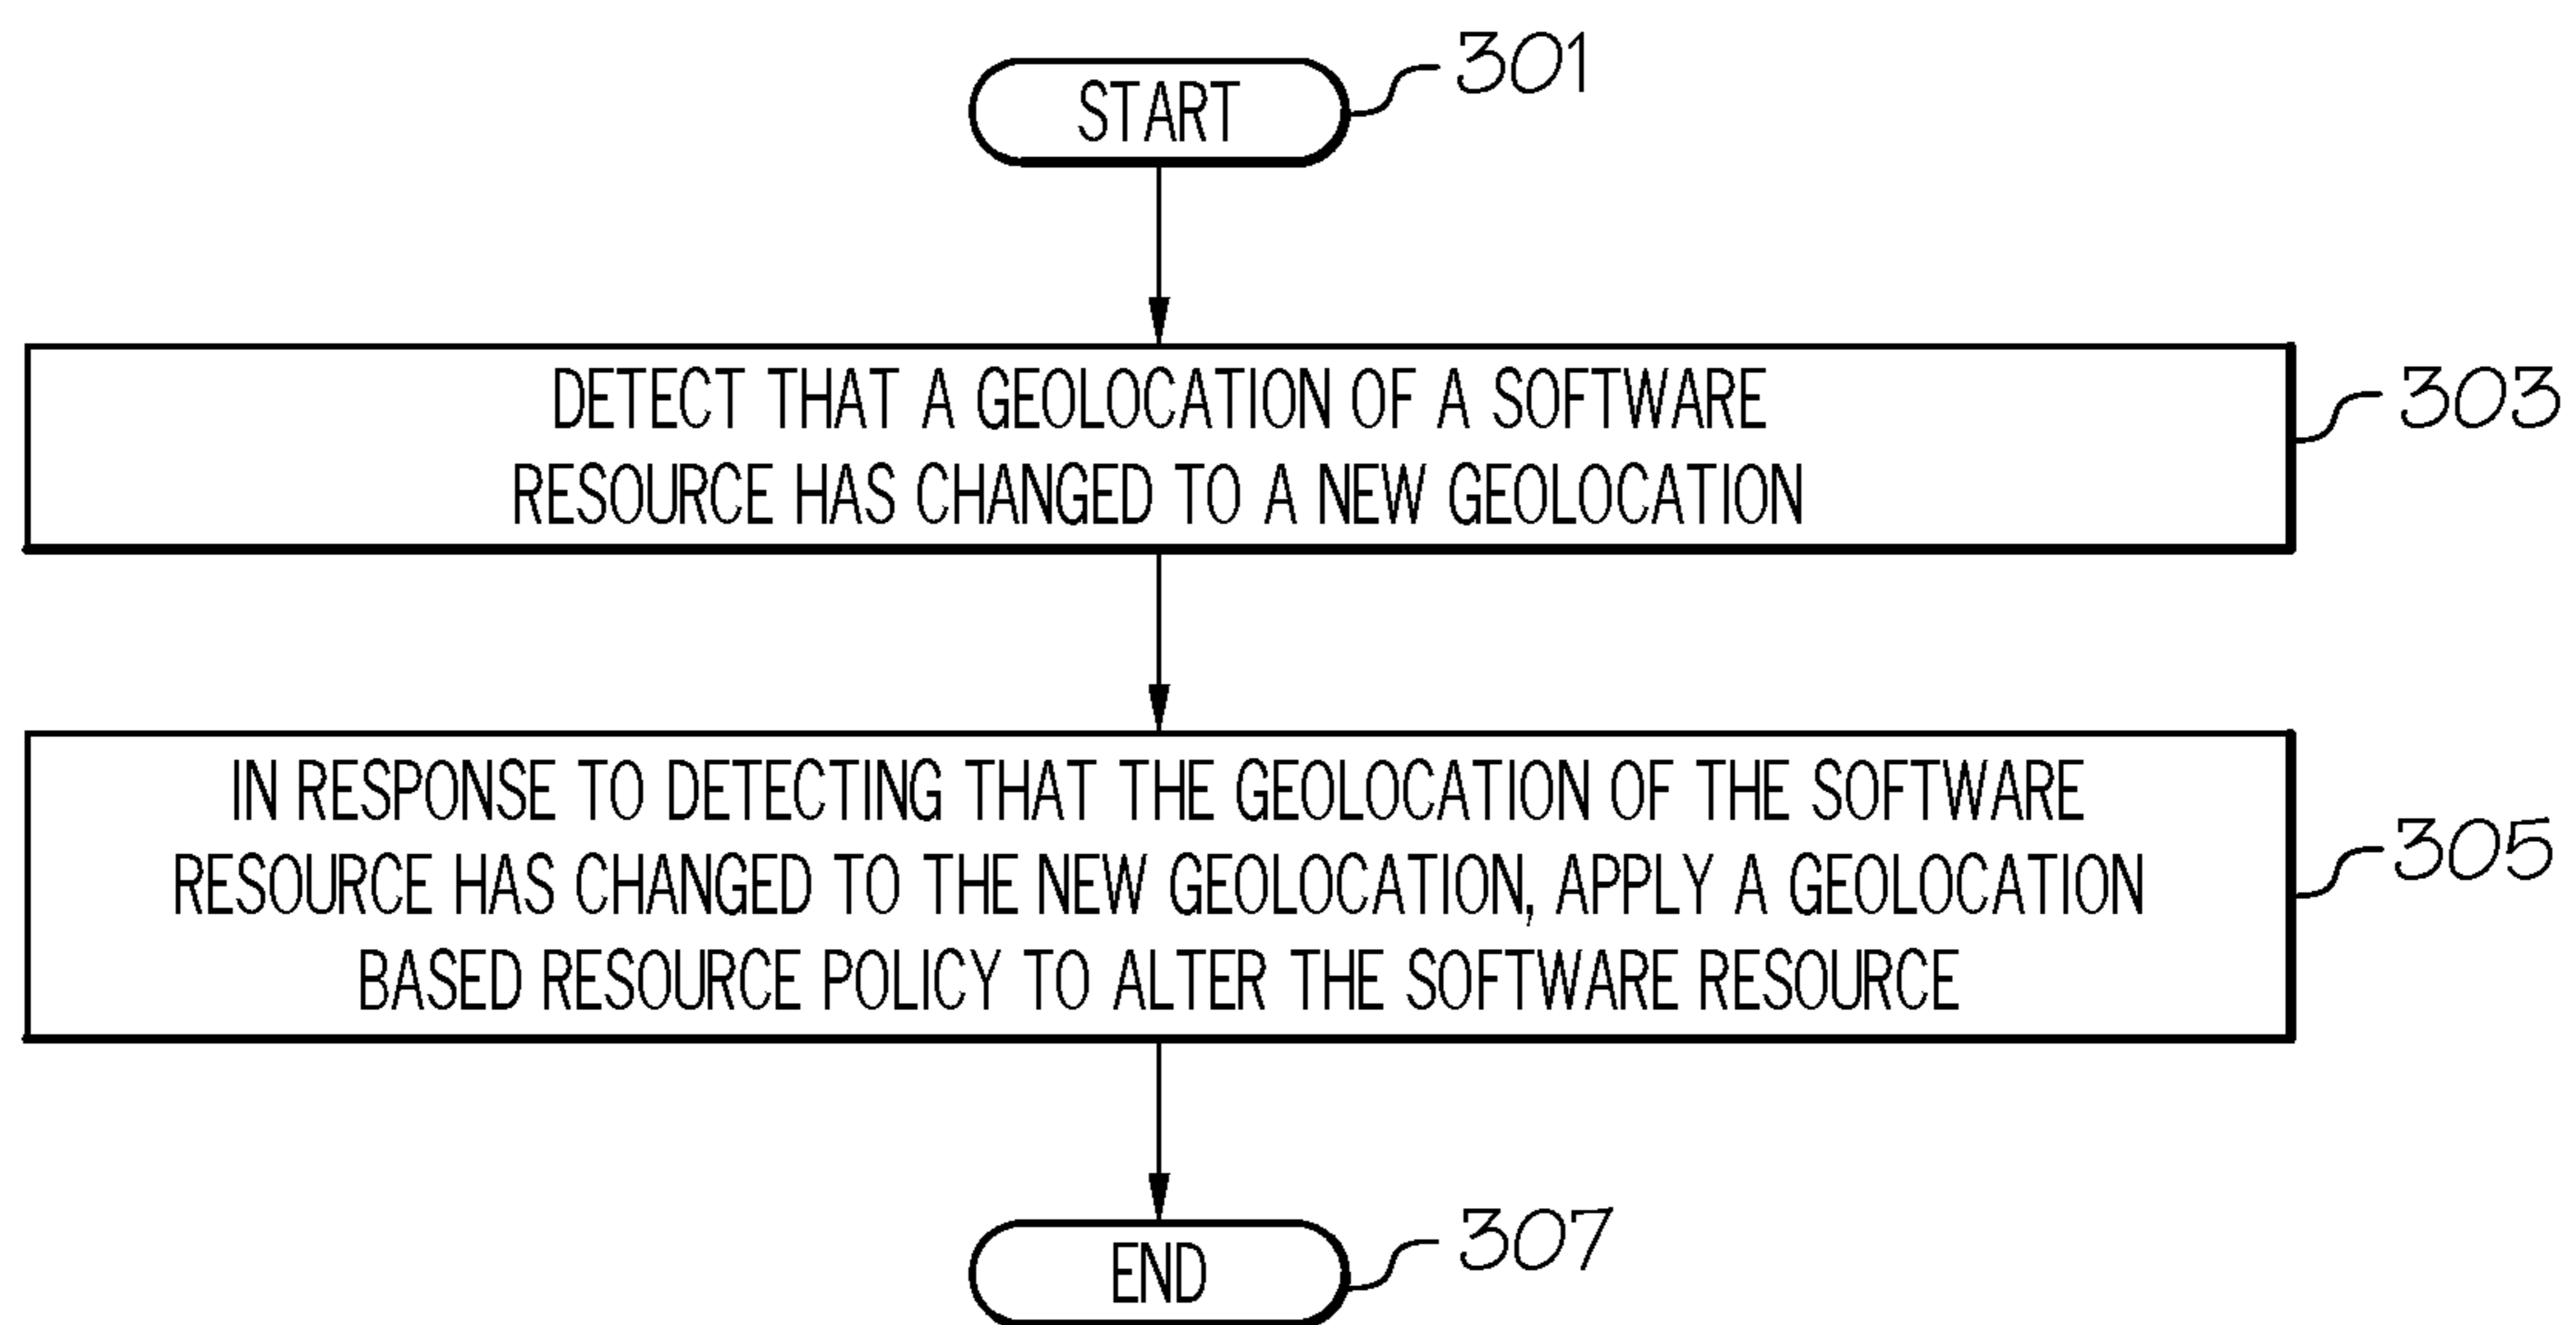 START
301
DETECT THAT A GEOLOCATION OF A SOFTWARE
RESOURCE HAS CHANGED TO A NEW GEOLOCATION
303
IN RESPONSE TO DETECTING THAT THE GEOLOCATION OF THE SOFTWARE
RESOURCE HAS CHANGED TO THE NEW GEOLOCATION, APPLY A GEOLOCATION
BASED RESOURCE POLICY TO ALTER THE SOFTWARE RESOURCE
305
END
307